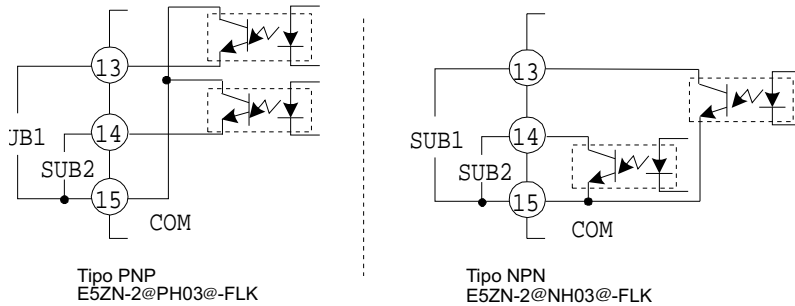 13
JB1
14
SUB2
15
COM
Tipo PNP
E5ZN-2@PH03@-FLK
13
SUB1
14
SUB2
15
COM
Tipo NPN
E5ZN-2@NH03@-FLK